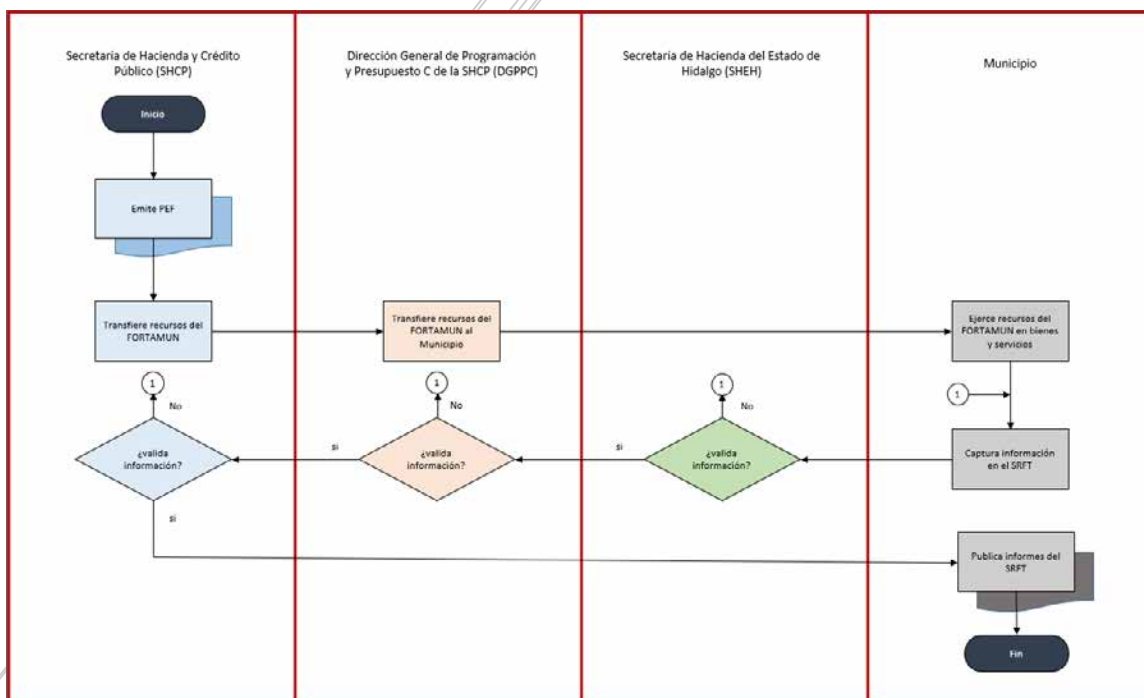 Secretaría de Hacienda y Crédito
Público (SHCP)
Dirección General de Programación
y Presupuesto C de la SHCP (DGPPC)
Secretaría de Hacienda del Estado de
Hidalgo (SHEH)
Municipio
Inicio
Emite PEF
Transfiere recursos del
FORTAMUN
Transfiere recursos del
FORTAMUN al
Municipio
Ejerce recursos del
FORTAMUN en bienes
y servicios
1
No
1
No
1
No
1
¿valida
información?
si
¿valida
información?
si
¿valida
información?
Captura información
en el SRFT
si
Publica informes del
SRFT
Fin